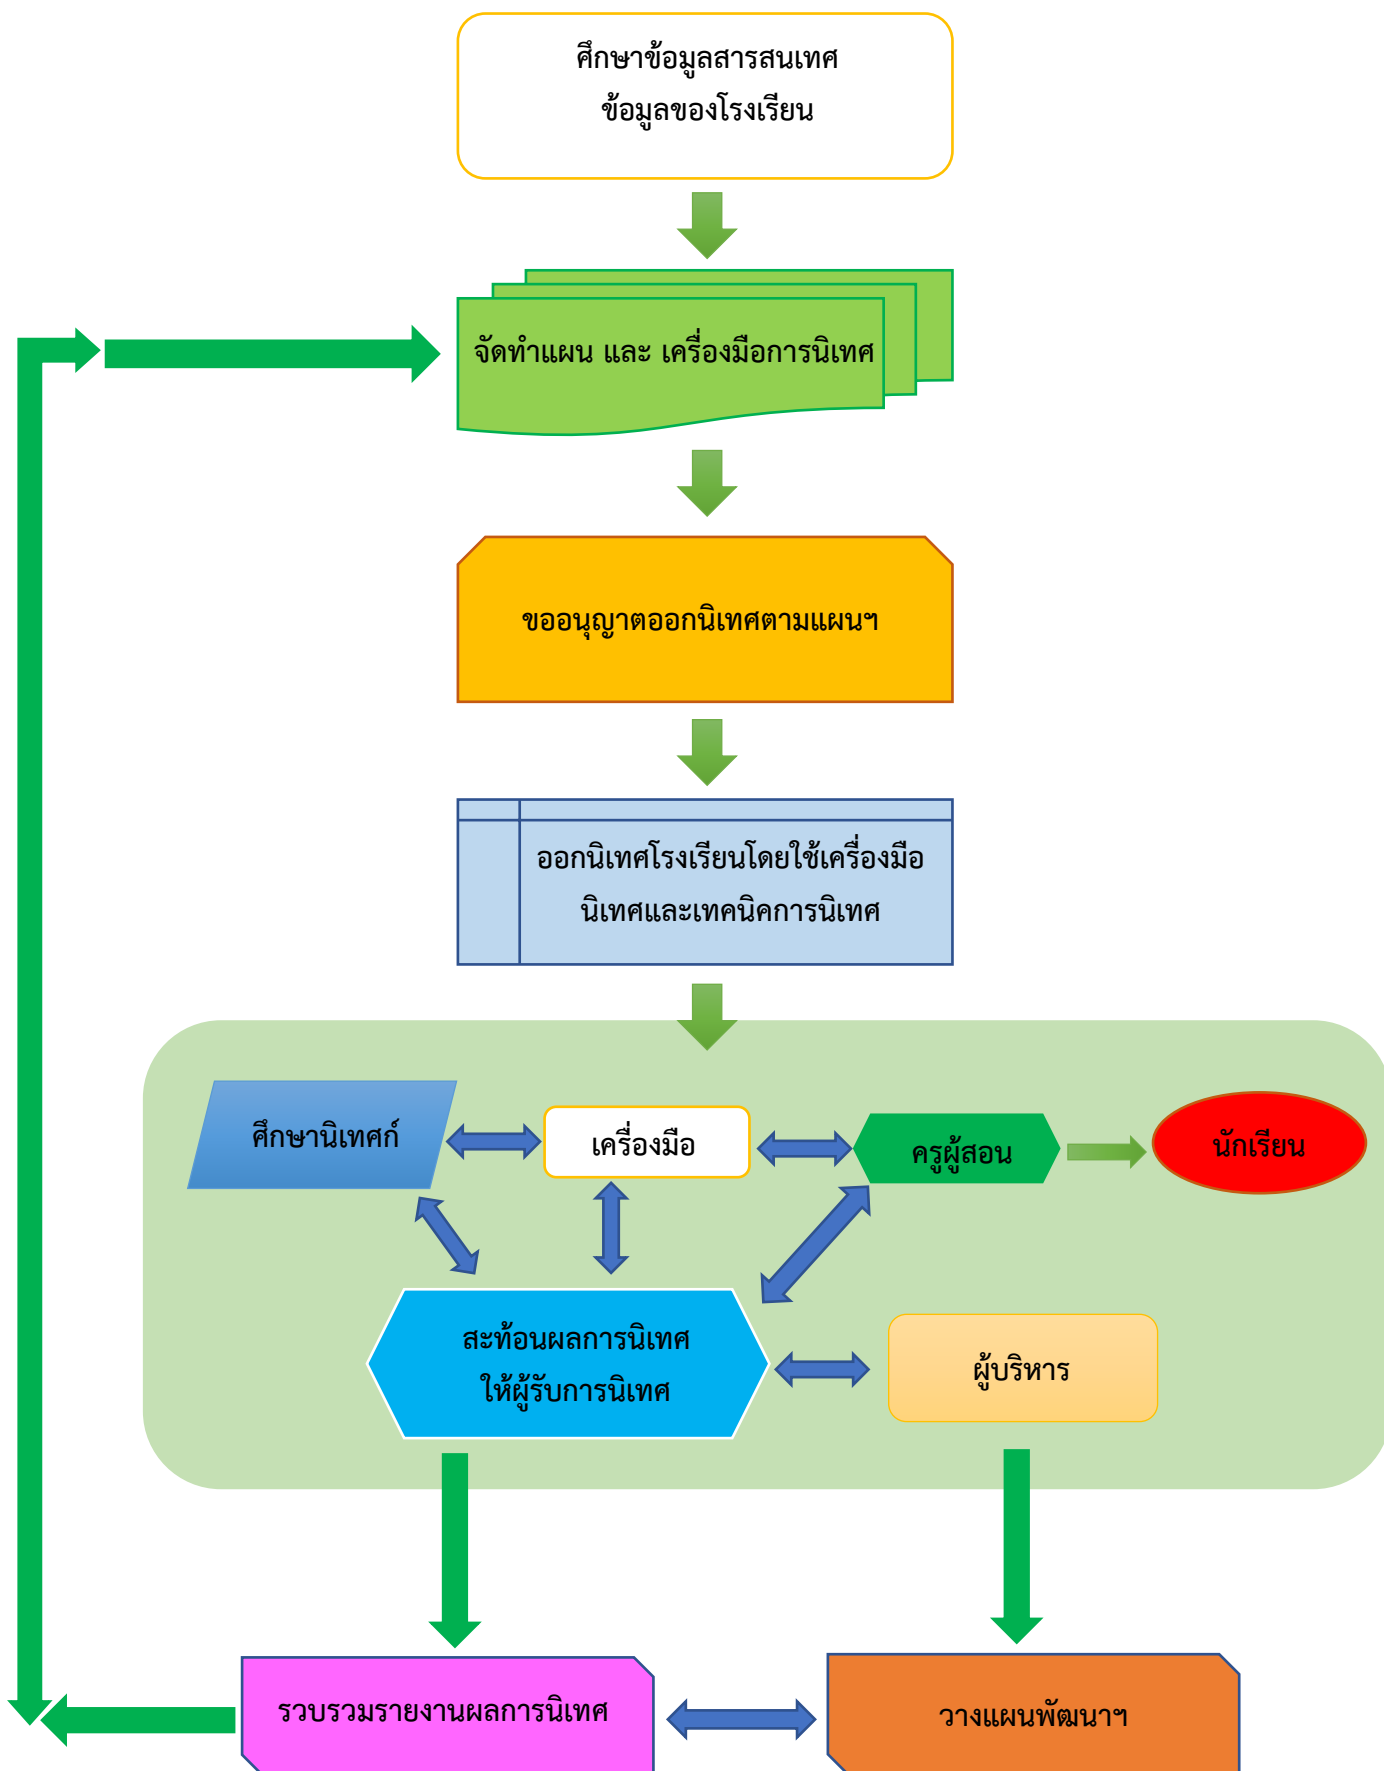 ศึกษาข้อมูลสารสนเทศ
ข้อมูลของโรงเรียน
จัดทำแผน และ เครื่องมือการนิเทศ
ขออนุญาตออกนิเทศตามแผนฯ
ออกนิเทศโรงเรียนโดยใช้เครื่องมือ
นิเทศและเทคนิคการนิเทศ
ศึกษานิเทศก์
เครื่องมือ
ครูผู้สอน
นักเรียน
สะท้อนผลการนิเทศ
ให้ผู้รับการนิเทศ
ผู้บริหาร
รวบรวมรายงานผลการนิเทศ
วางแผนพัฒนาฯ